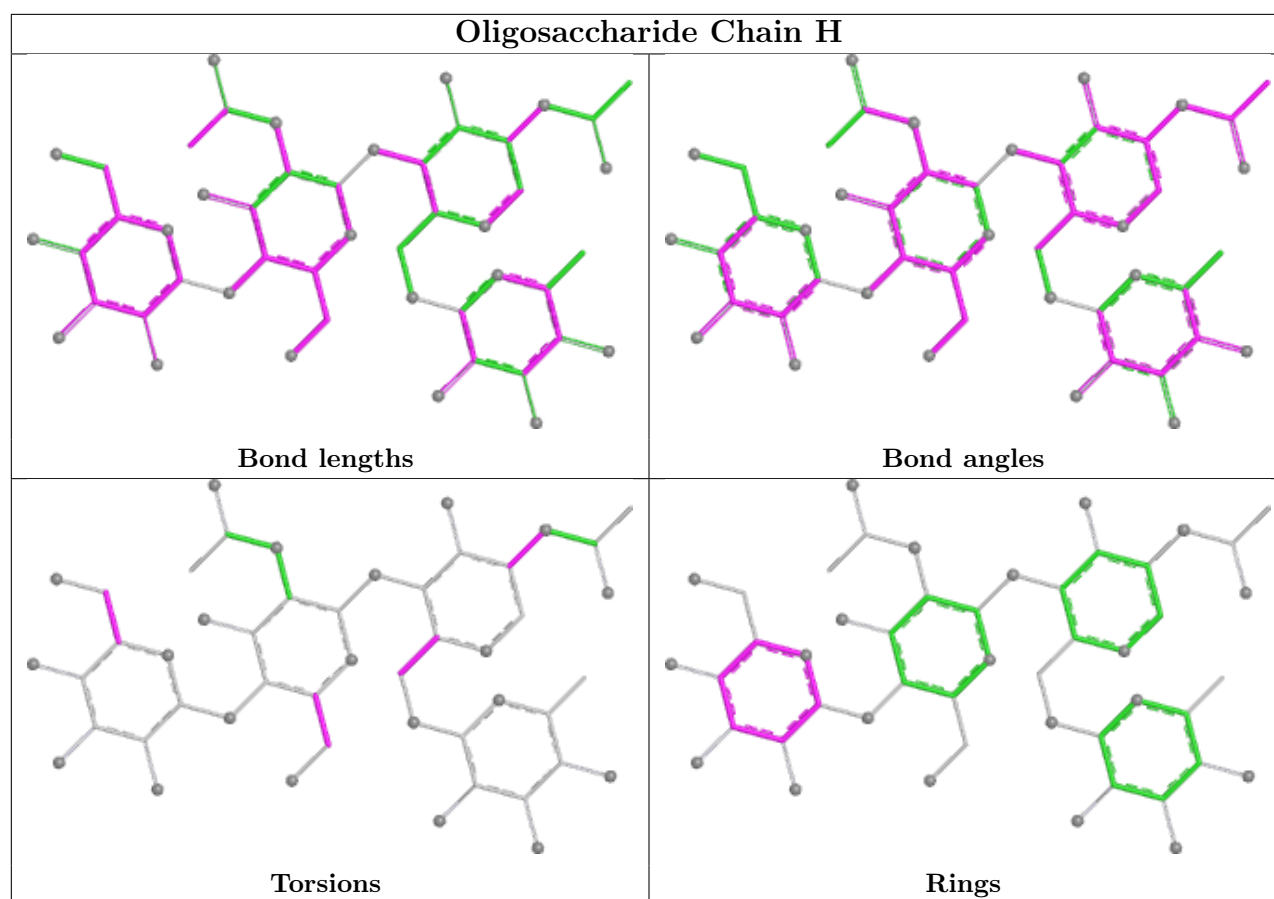 Oligosaccharide Chain H
Bond lengths
Bond angles
Torsions
Rings